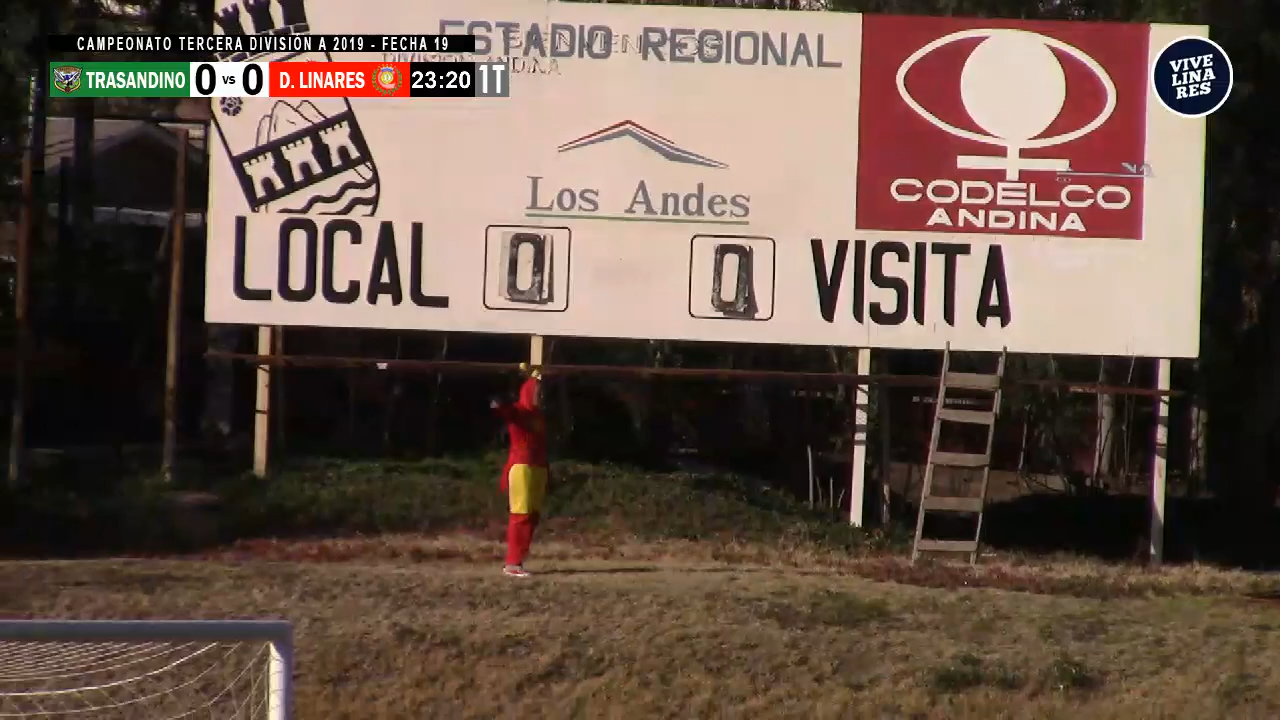 CAMPEONATO TERCERA DIVISIÓN A 2019 - FECHA 19
TRASANDINO 0 VS 0 D. LINARES 23:20 1T
VIVE
LINA
RES
ESTADIO REGIONAL
Los Andes
CODELCO
ANDINA
LOCAL 0 0 VISITA